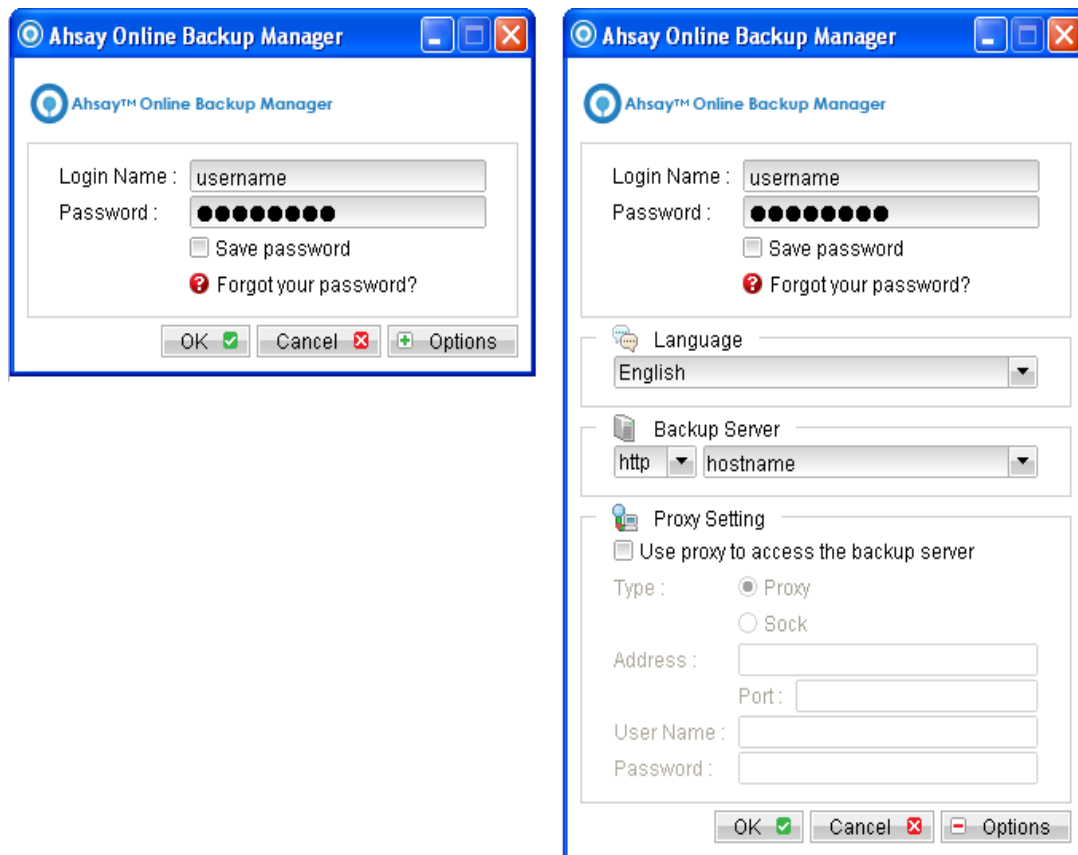 Ahsay Online Backup Manager
Ahsay™ Online Backup Manager
Login Name : username
Password : ●●●●●●●●
Save password
Forgot your password?
OK Cancel Options
Ahsay Online Backup Manager
Ahsay™ Online Backup Manager
Login Name : username
Password : ●●●●●●●●
Save password
Forgot your password?
Language
English
Backup Server
http hostname
Proxy Setting
Use proxy to access the backup server
Type : Proxy
Sock
Address :
Port :
User Name :
Password :
OK Cancel Options